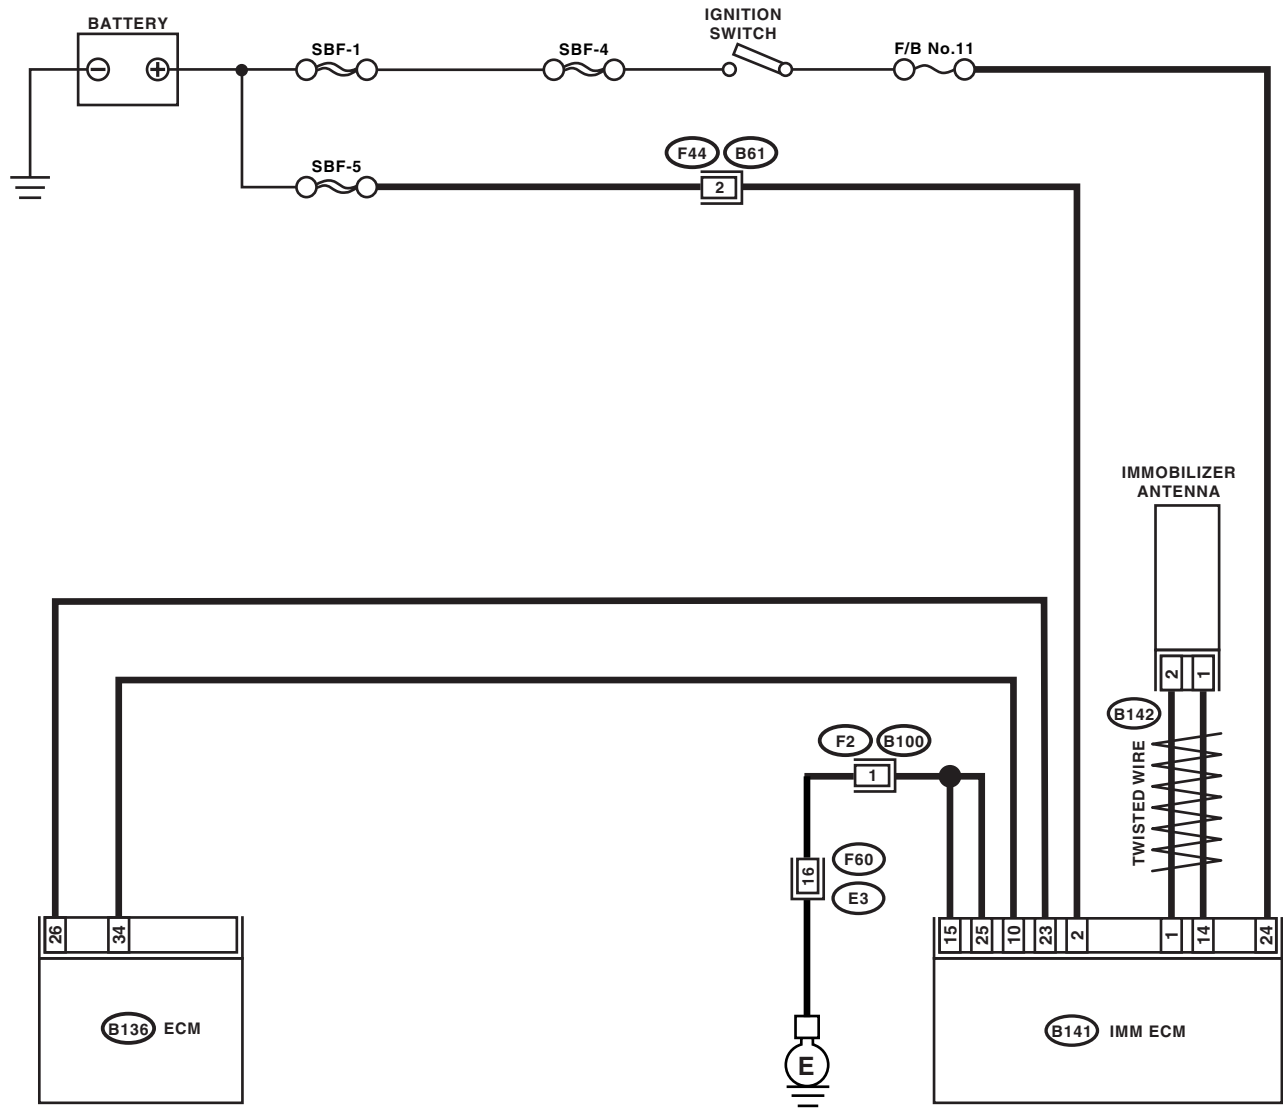 BATTERY
IGNITION
SWITCH
SBF-1
SBF-4
F/B No.11
SBF-5
F44
B61
2
IMMOBILIZER
ANTENNA
2
1
B142
TWISTED WIRE
F2
B100
1
16
F60
E3
26
34
15
25
10
23
2
1
14
24
B136
ECM
B141
IMM ECM
E